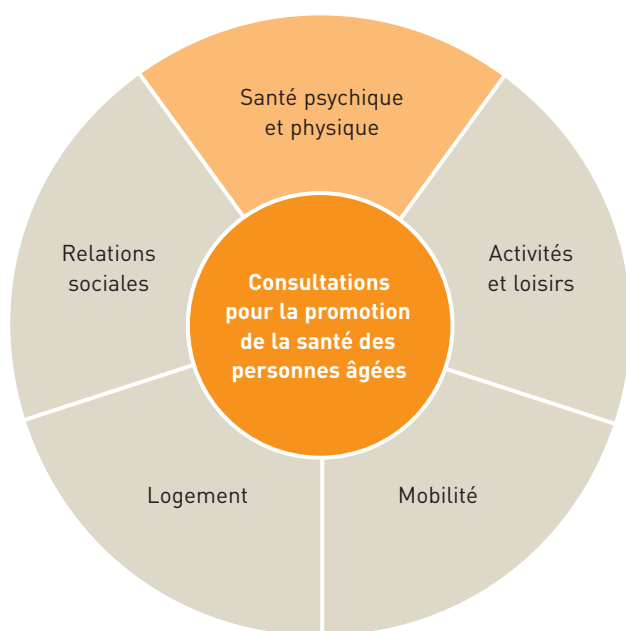 Santé psychique
et physique
Relations
sociales
Activités
et loisirs
Consultations
pour la promotion
de la santé des
personnes âgées
Logement
Mobilité